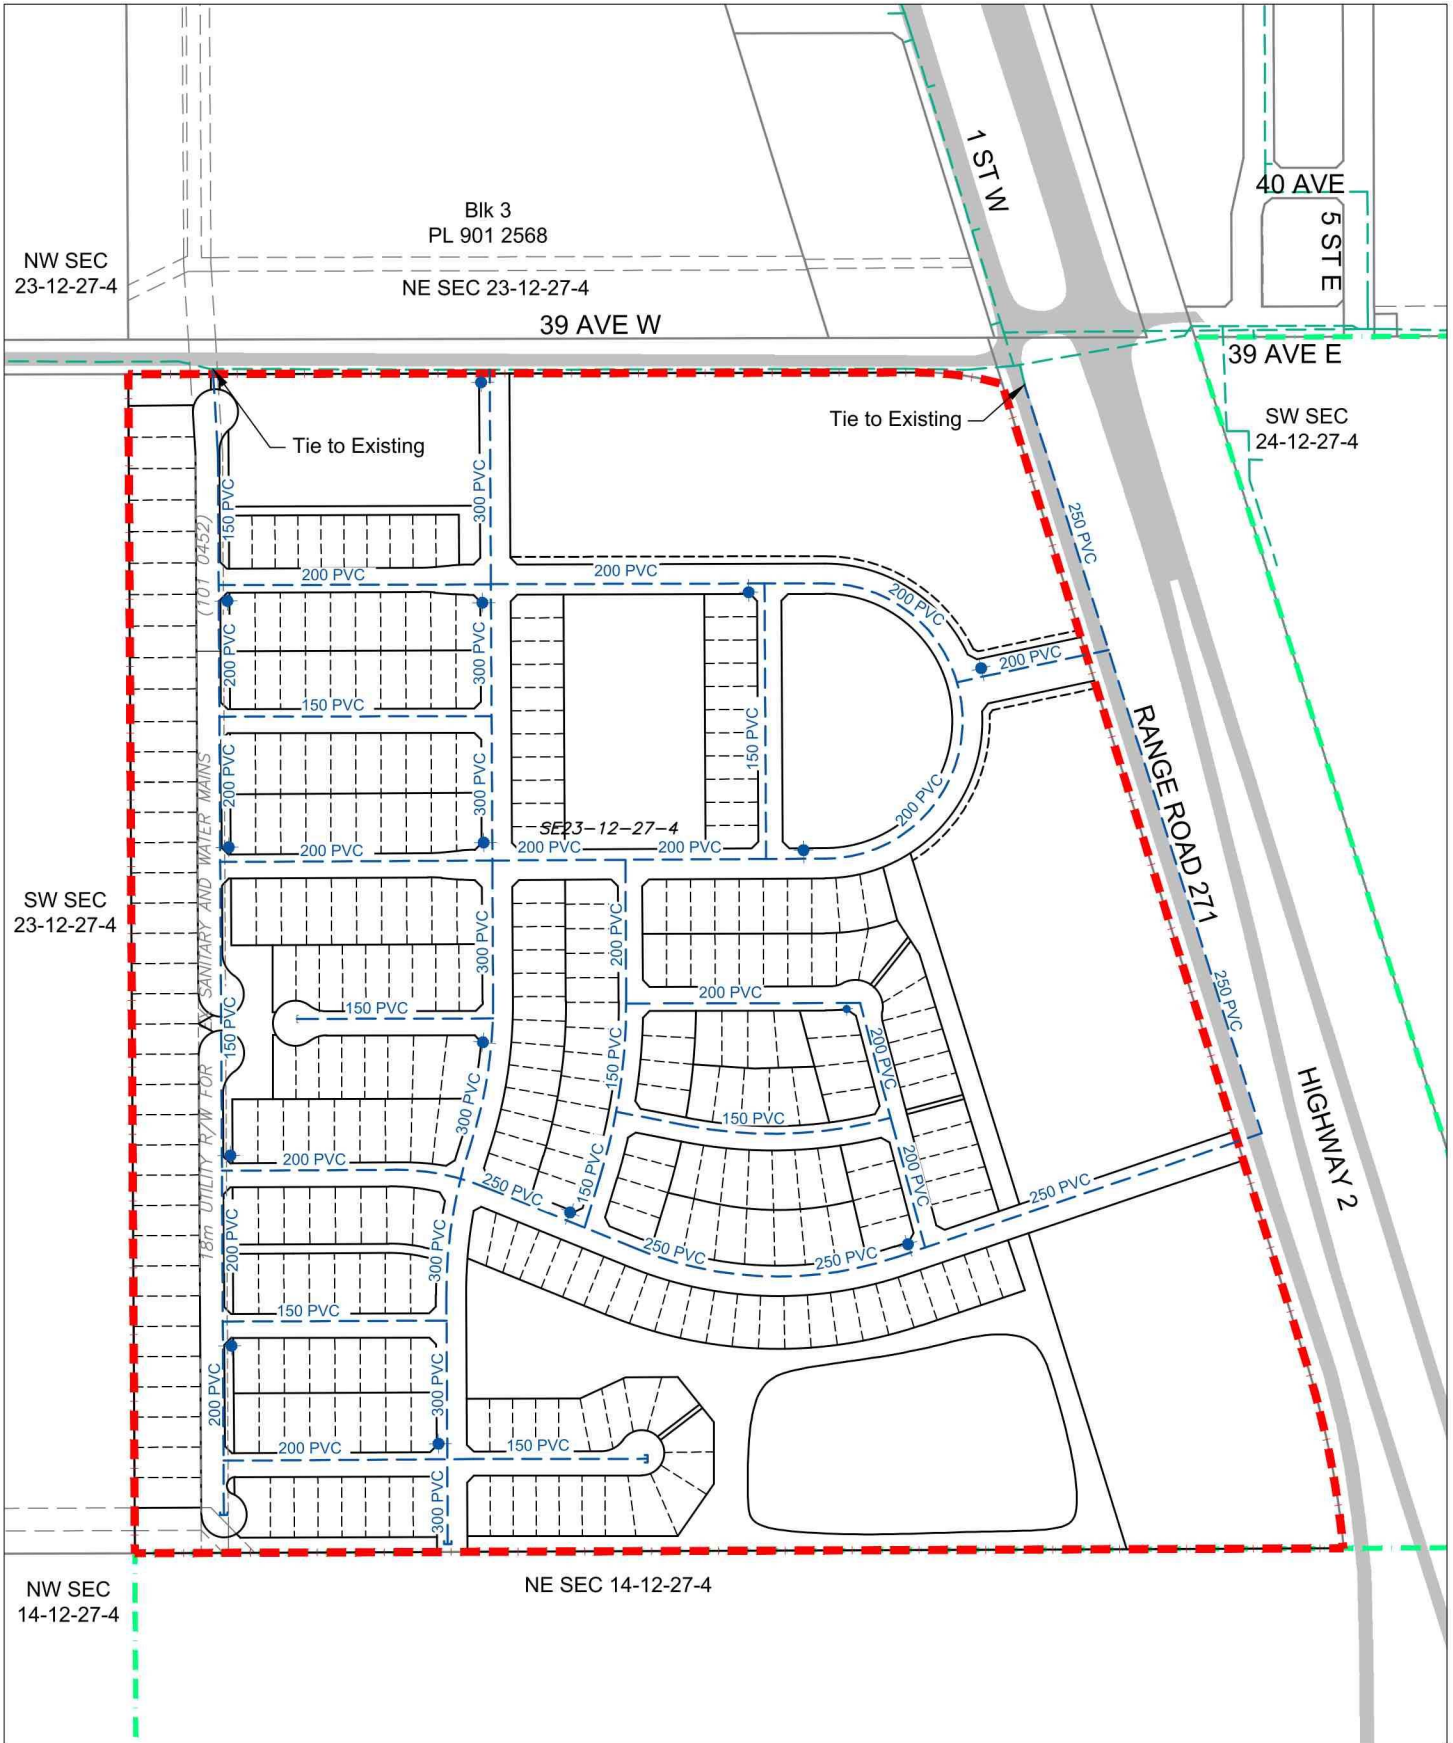 1 ST W
40 AVE
5 ST E
Blk 3
PL 901 2568
NW SEC
23-12-27-4
NE SEC 23-12-27-4
39 AVE W
39 AVE E
Tie to Existing
SW SEC
24-12-27-4
Tie to Existing
150 PVC
300 PVC
250 PVC
200 PVC
200 PVC
200 PVC
200 PVC
300 PVC
200 PVC
150 PVC
RANGE ROAD 271
150 PVC
200 PVC
300 PVC
200 PVC
SE23-12-27-4
200 PVC
200 PVC
200 PVC
SW SEC
23-12-27-4
300 PVC
200 PVC
200 PVC
250 PVC
150 PVC
150 PVC
150 PVC
200 PVC
300 PVC
150 PVC
HIGHWAY 2
200 PVC
250 PVC
150 PVC
200 PVC
250 PVC
200 PVC
300 PVC
250 PVC
250 PVC
150 PVC
200 PVC
300 PVC
200 PVC
150 PVC
300 PVC
18m UTILITY R/W FOR
SANITARY AND WATER MAINS
(101 0452)
NW SEC
14-12-27-4
NE SEC 14-12-27-4